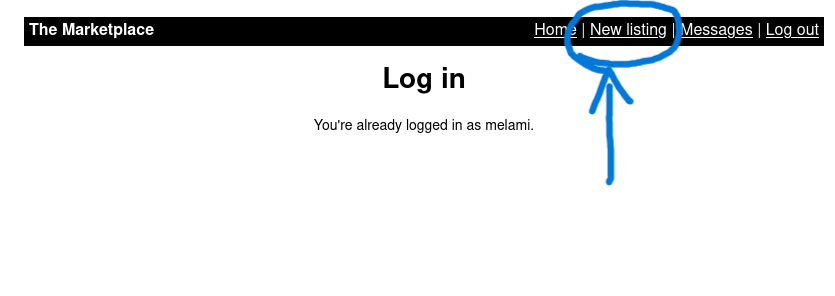 The Marketplace Home | New listing | Messages | Log out
Log in
You're already logged in as melami.